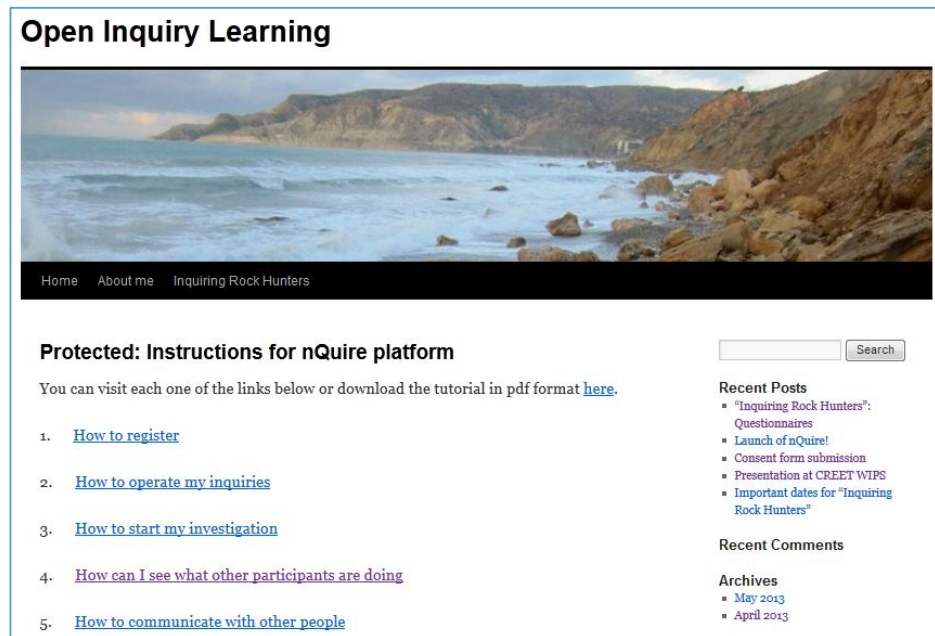 Open Inquiry Learning
Home About me Inquiring Rock Hunters
Protected: Instructions for nQuire platform
You can visit each one of the links below or download the tutorial in pdf format here.
1. How to register
2. How to operate my inquiries
3. How to start my investigation
4. How can I see what other participants are doing
5. How to communicate with other people
Search
Recent Posts
▪ “Inquiring Rock Hunters”:
Questionnaires
▪ Launch of nQuire!
▪ Consent form submission
▪ Presentation at CREET WIPS
▪ Important dates for “Inquiring
Rock Hunters”
Recent Comments
Archives
▪ May 2013
▪ April 2013